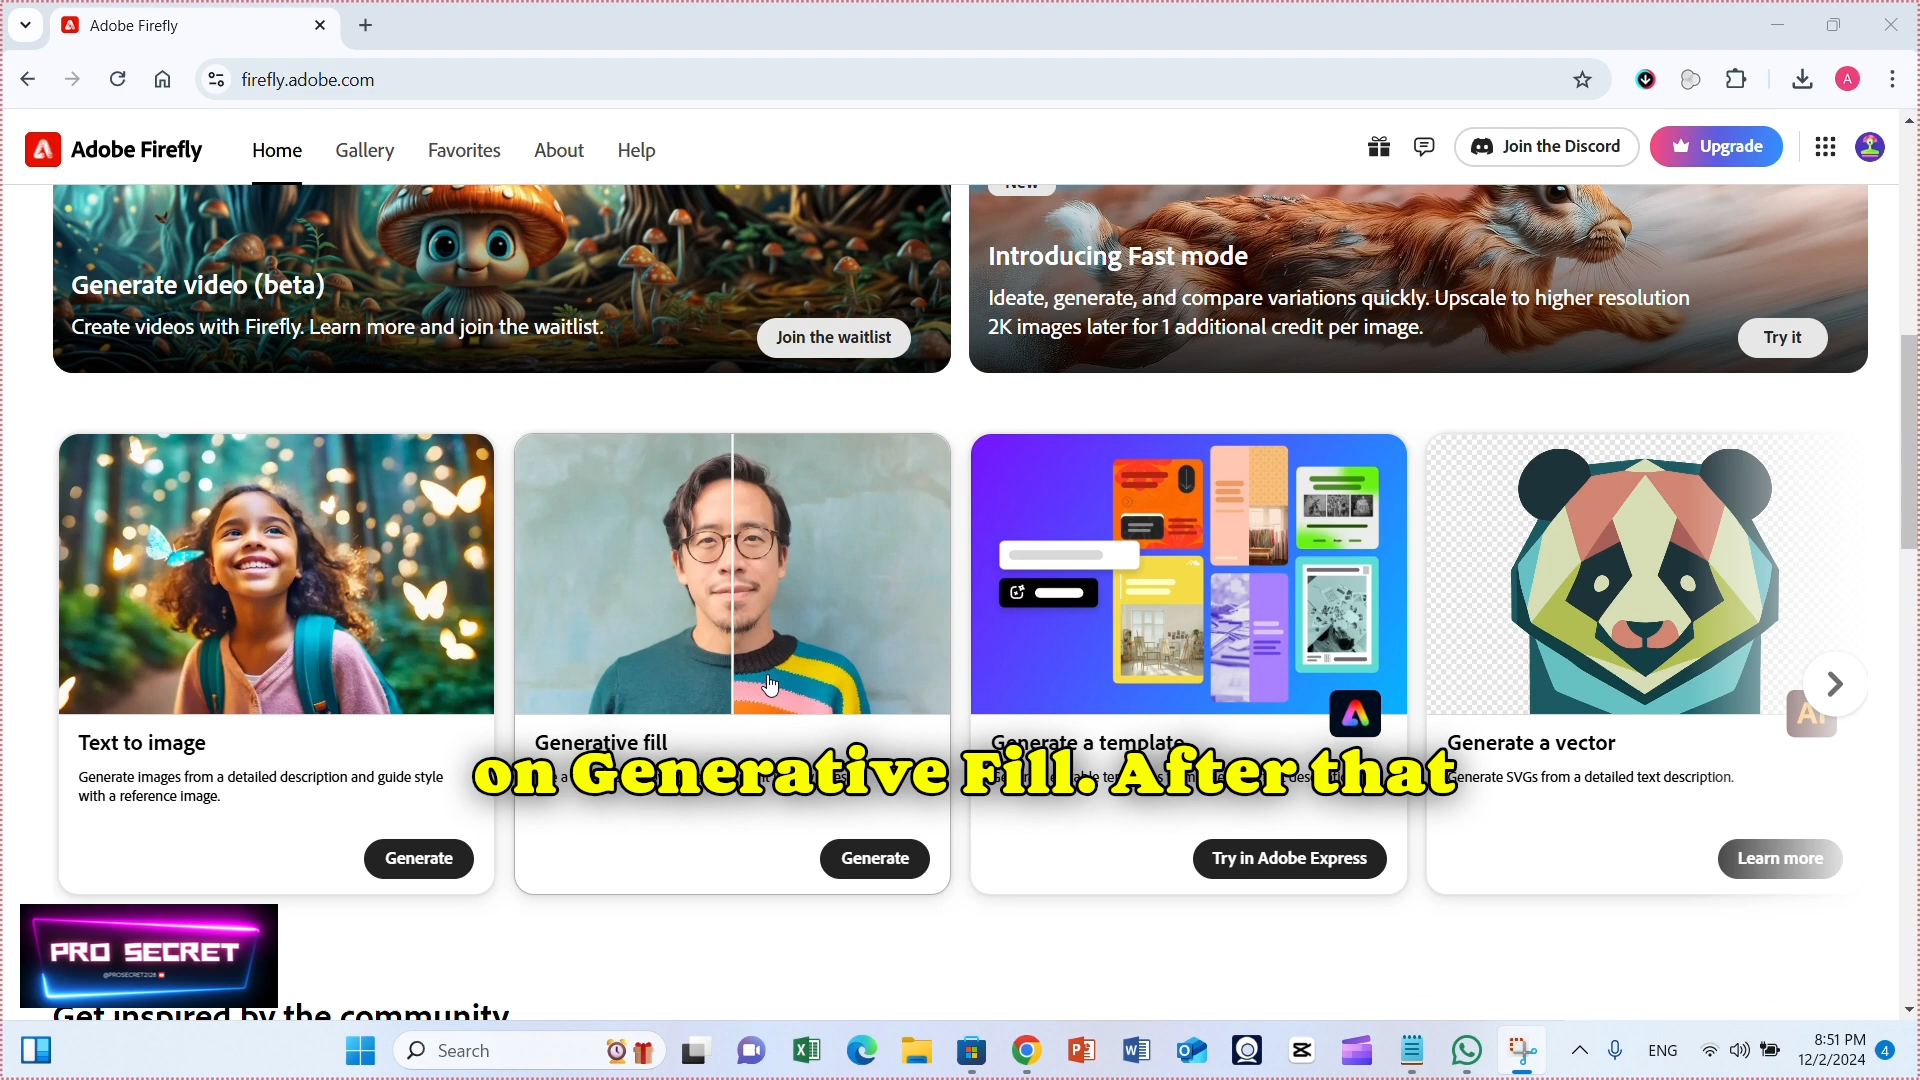 Adobe Firefly
firefly.adobe.com
A
Adobe Firefly
Home
Gallery
Favorites
About
Help
Join the Discord
Upgrade
Generate video (beta)
Create videos with Firefly. Learn more and join the waitlist.
Join the waitlist
New
Introducing Fast mode
Ideate, generate, and compare variations quickly. Upscale to higher resolution
2K images later for 1 additional credit per image.
Try it
Text to image
Generate images from a detailed description and guide style
with a reference image.
Generate
Generative fill
Generate
Generate a template
Try in Adobe Express
Ai
Generate a vector
Generate SVGs from a detailed text description.
Learn more
on Generative Fill. After that
PRO SECRET
@PROSECRET2128
Get inspired by the community
Search
ENG
8:51 PM
12/2/2024
4